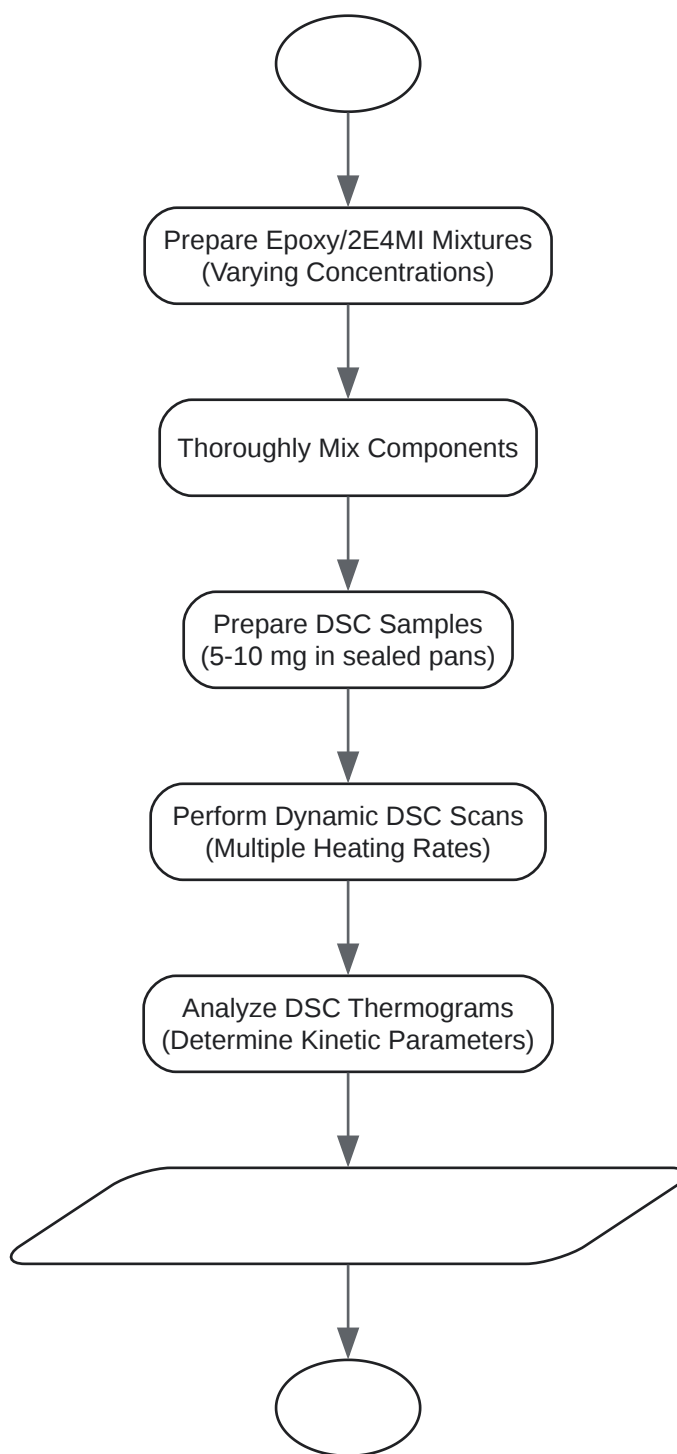 Prepare Epoxy/2E4MI Mixtures
(Varying Concentrations)
Thoroughly Mix Components
Prepare DSC Samples
(5-10 mg in sealed pans)
Perform Dynamic DSC Scans
(Multiple Heating Rates)
Analyze DSC Thermograms
(Determine Kinetic Parameters)